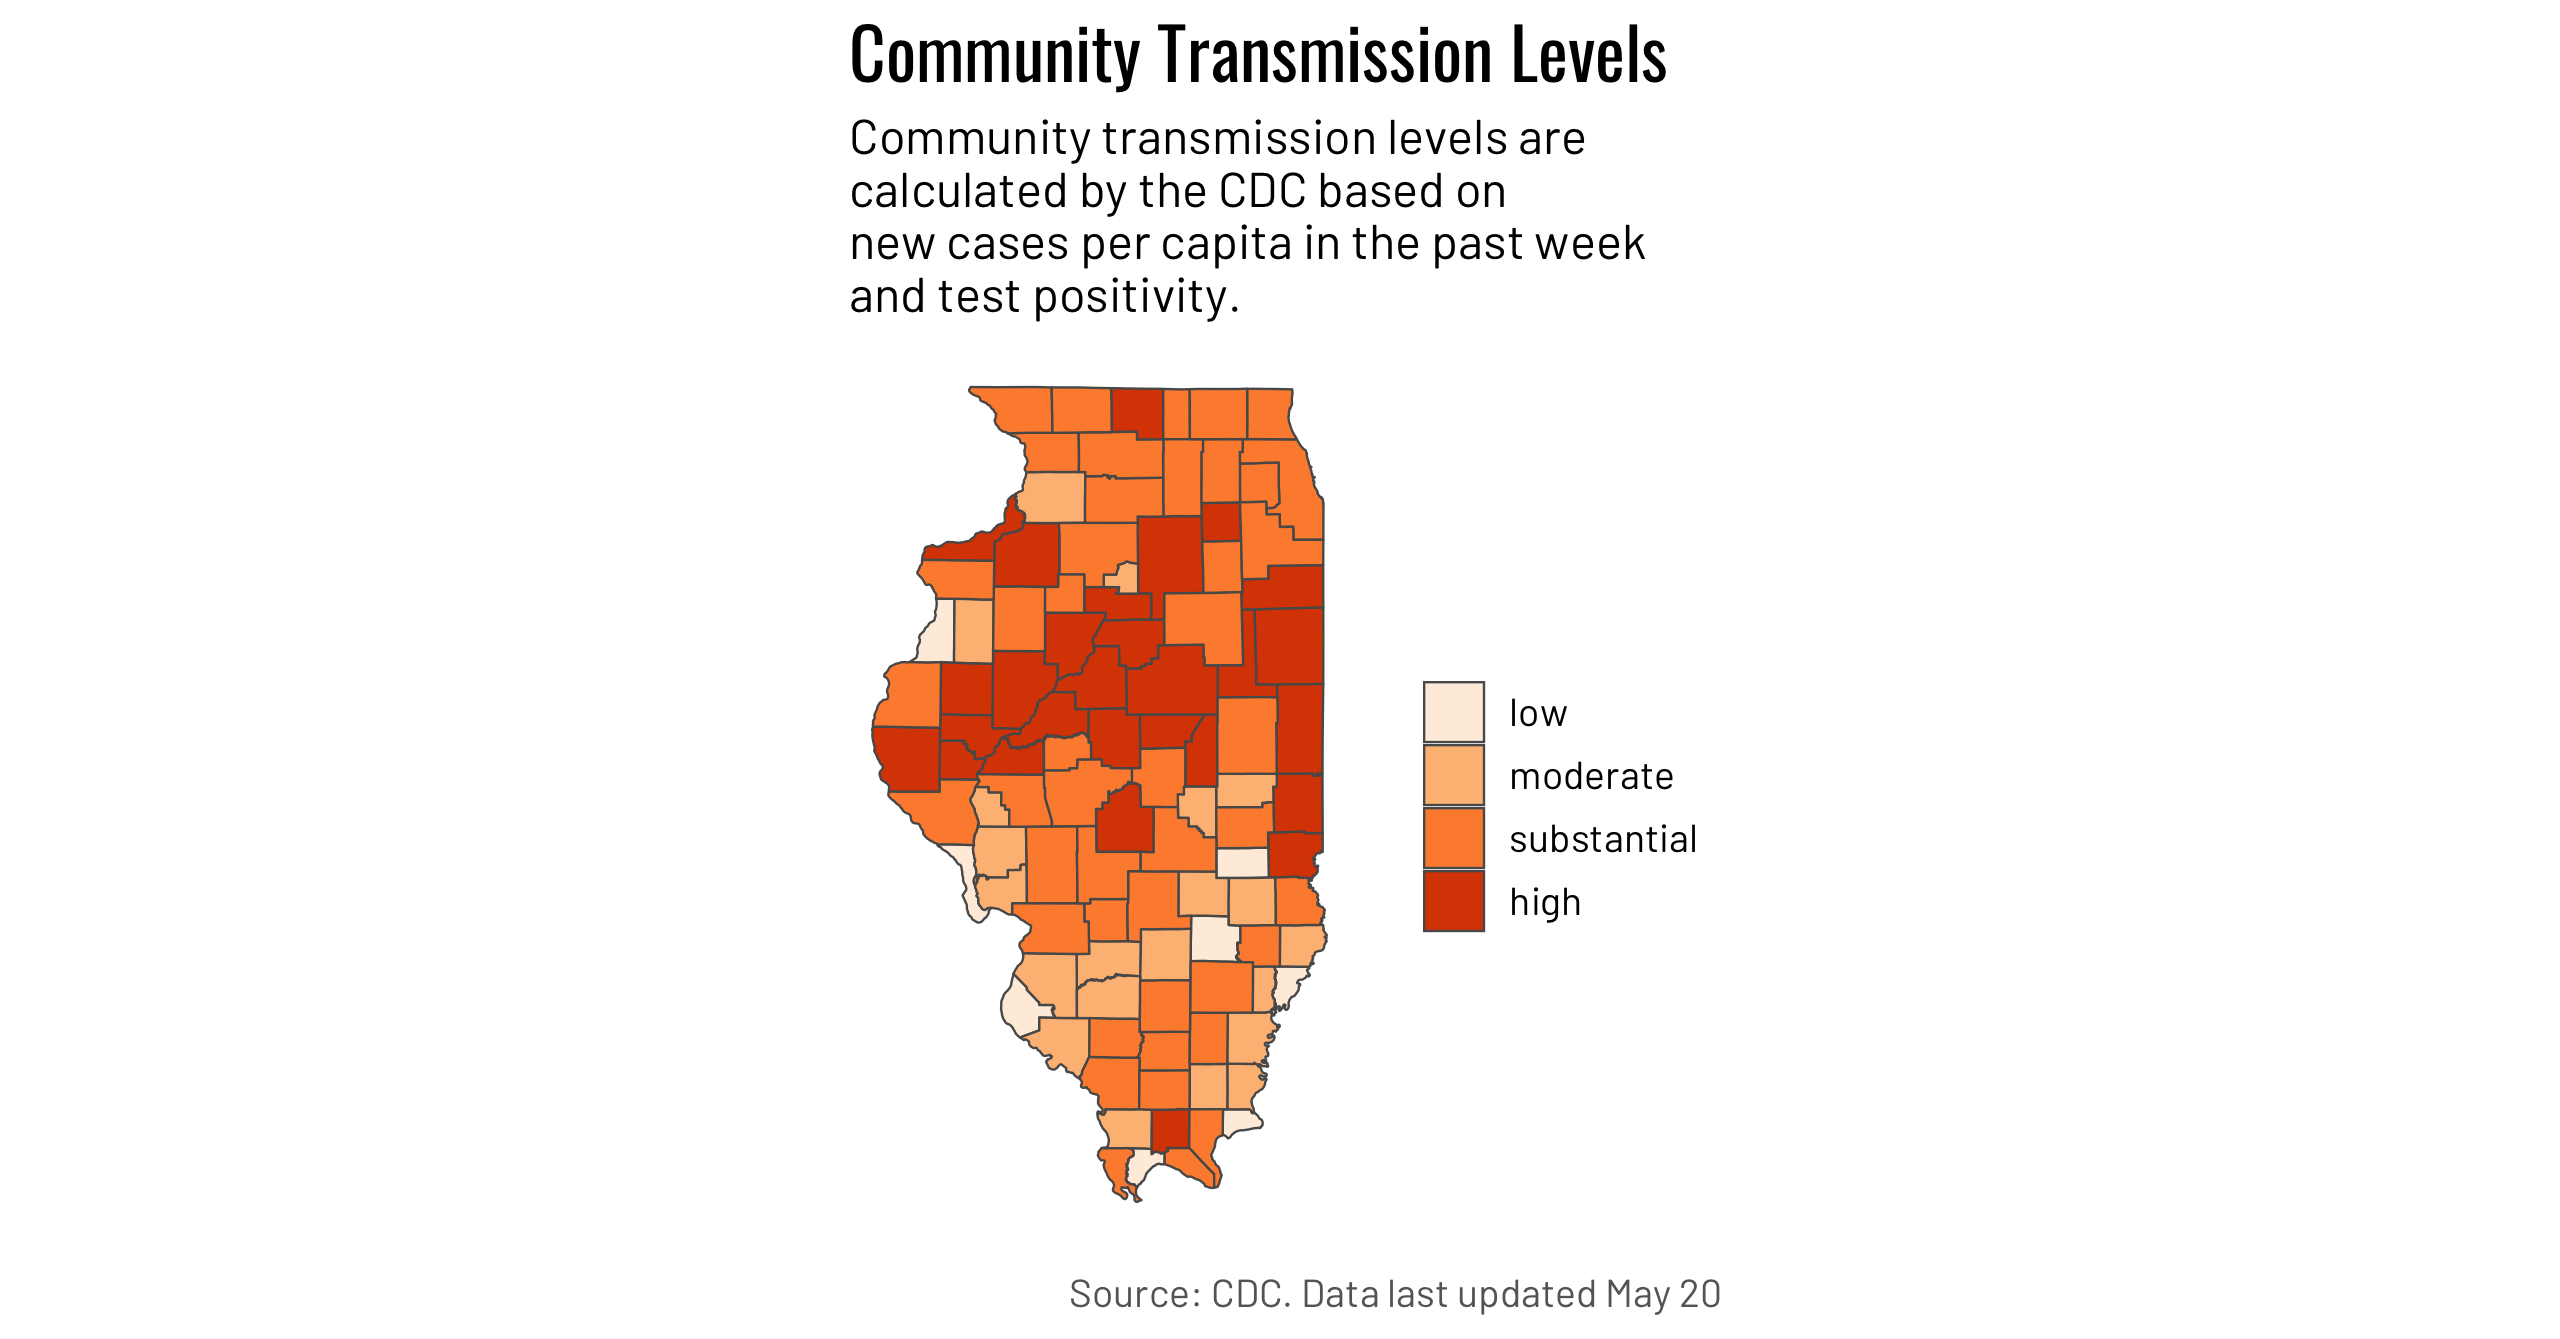 Community Transmission Levels
Community transmission levels are
calculated by the CDC based on
new cases per capita in the past week
and test positivity.
low
moderate
substantial
high
Source: CDC. Data last updated May 20